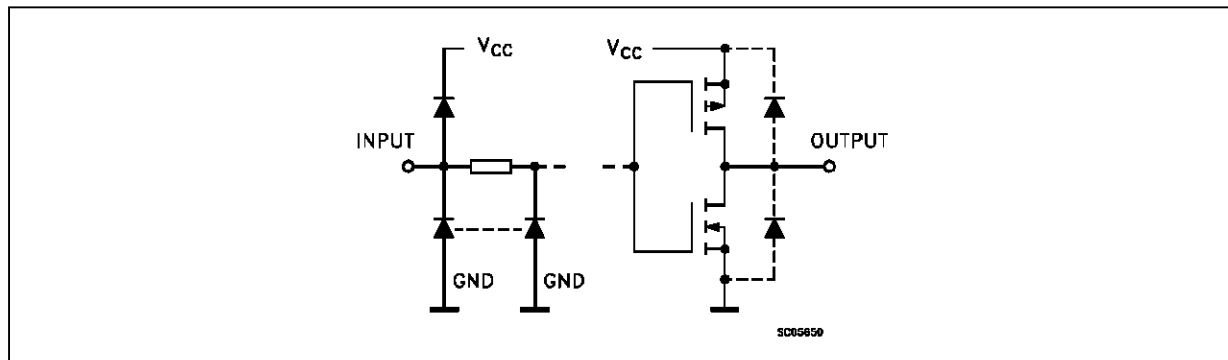 VCC
VCC
INPUT
OUTPUT
GND
GND
SC05650